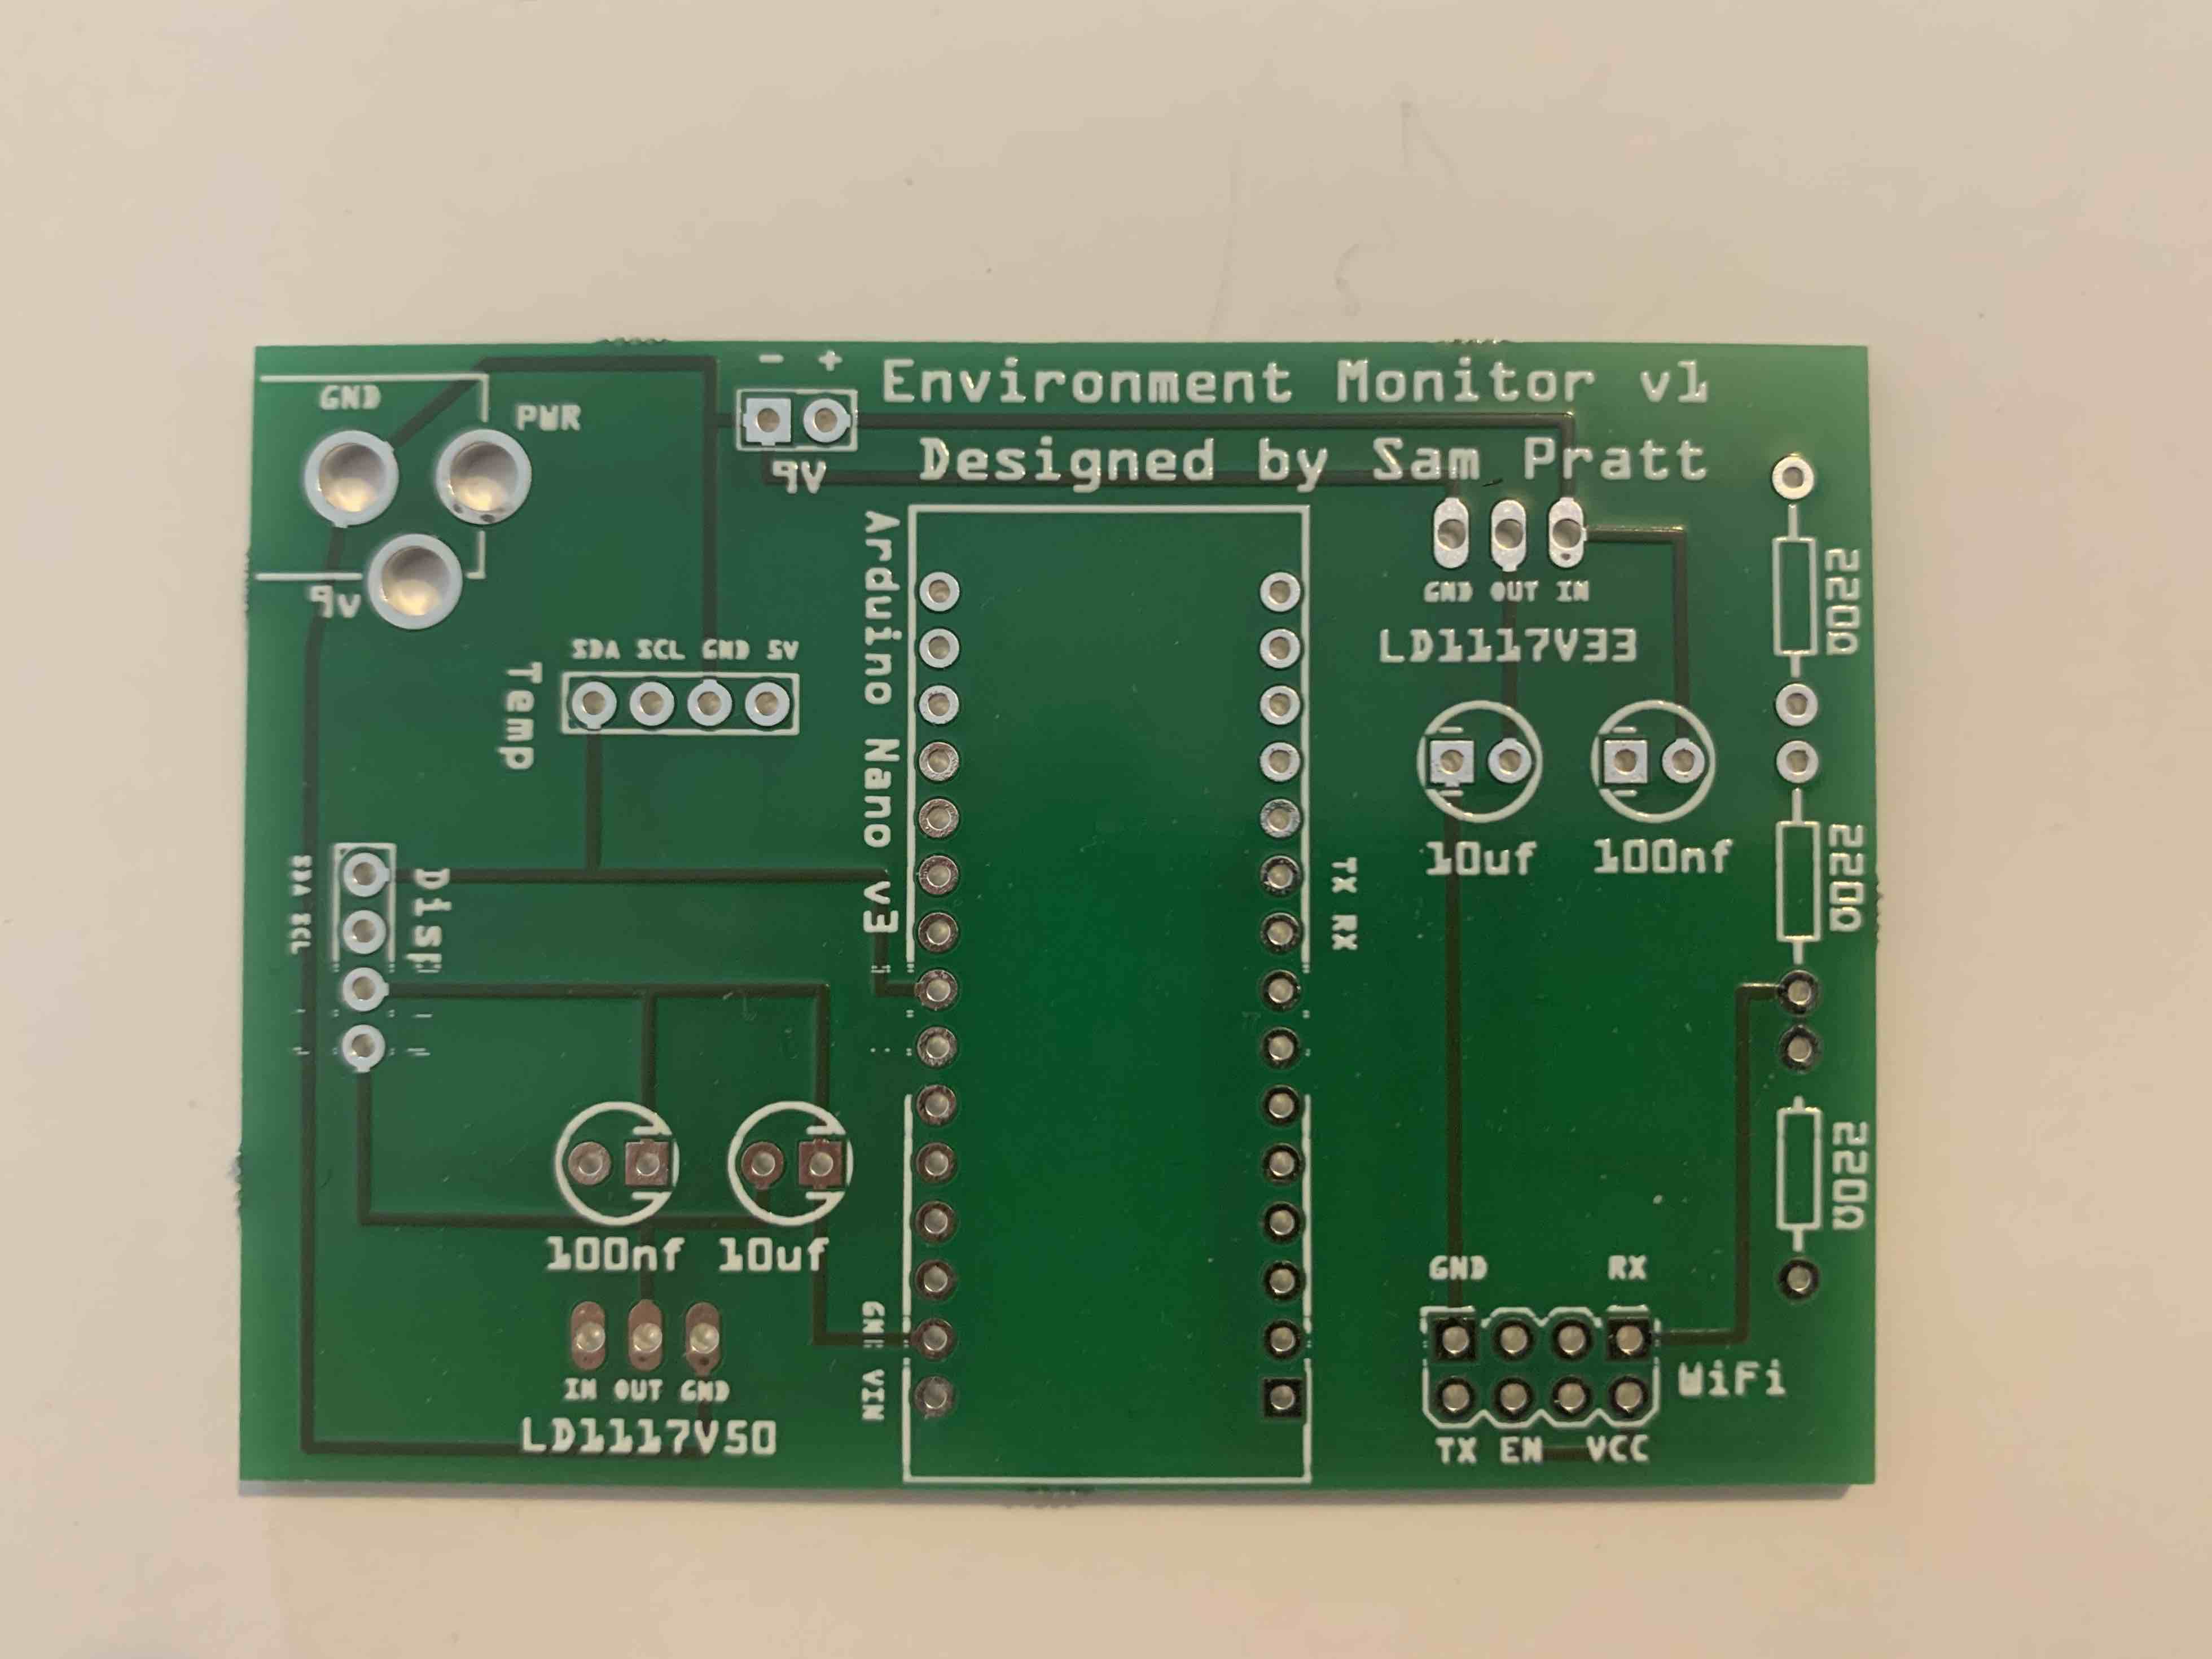 - +
Environment Monitor v1
GND
PWR
Designed by Sam Pratt
9V
9v
Arduino Nano v3
GND OUT IN
LD1117V33
220Ω
SDA SCL GND 5V
Temp
10uf
100nf
220Ω
TX RX
SDA SCL
100nf
10uf
220Ω
GND
RX
VIN
WiFi
IN OUT GND
LD1117V50
TX EN VCC